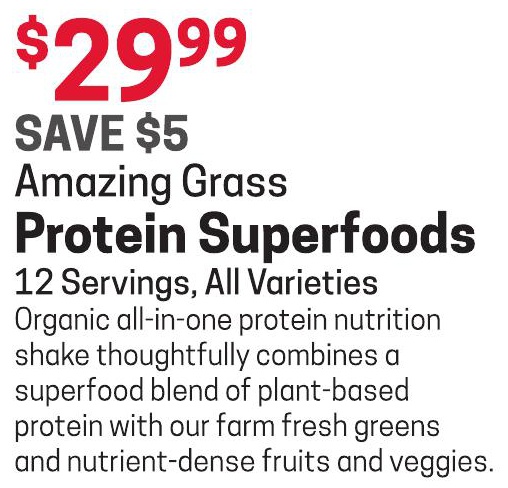 $29.99
SAVE $5
Amazing Grass
Protein Superfoods
12 Servings, All Varieties
Organic all-in-one protein nutrition
shake thoughtfully combines a
superfood blend of plant-based
protein with our farm fresh greens
and nutrient-dense fruits and veggies.